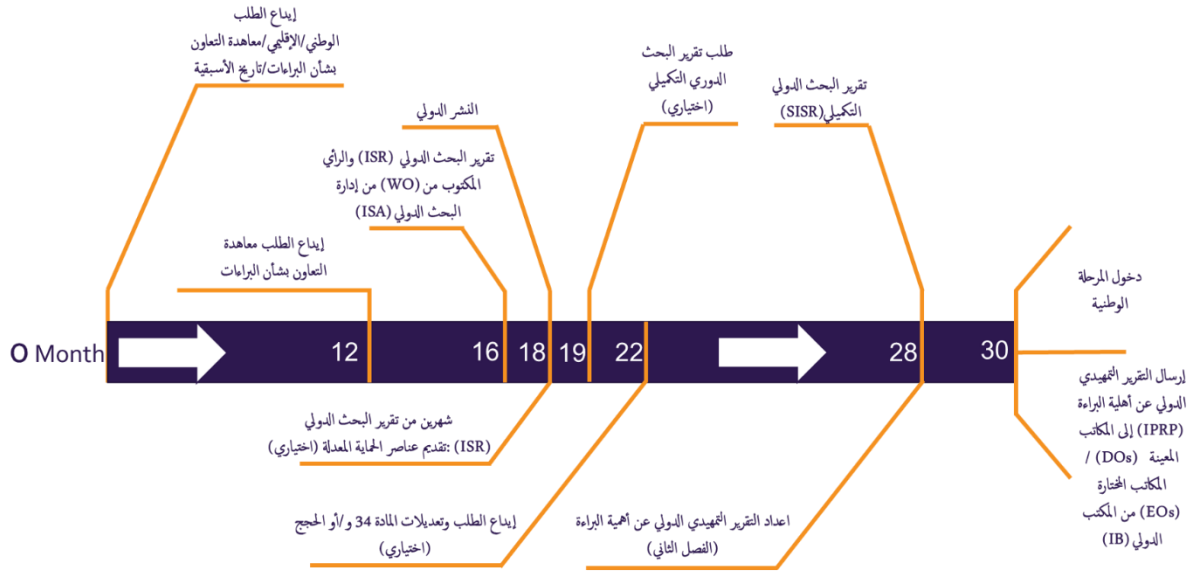 إيداع الطلب
الوطني/الإقليمي/معاهدة التعاون
بشأن البراءات/تاريخ الأسبقية
طلب تقرير البحث
الدوري التكميلي
(اختياري)
تقرير البحث الدولي
التكميلي(SISR)
النشر الدولي
تقرير البحث الدولي (ISR) والرأي
المكتوب من (WO) من إدارة
البحث الدولي (ISA)
إيداع الطلب معاهدة
التعاون بشأن البراءات
دخول المرحلة
الوطنية
0 Month
12
16
18
19
22
28
30
شهرين من تقرير البحث الدولي
(ISR) :تقديم عناصر الحماية المعدلة (اختياري)
إيداع الطلب وتعديلات المادة 34 و/أو الحجج
(اختياري)
اعداد التقرير التمهيدي الدولي عن أهمية البراءة
(الفصل الثاني)
إرسال التقرير التمهيدي
الدولي عن أهلية البراءة
(IPRP) إلى المكاتب
المعينة (DOs) /
المكاتب المختارة
(EOs) من المكتب
الدولي (IB)